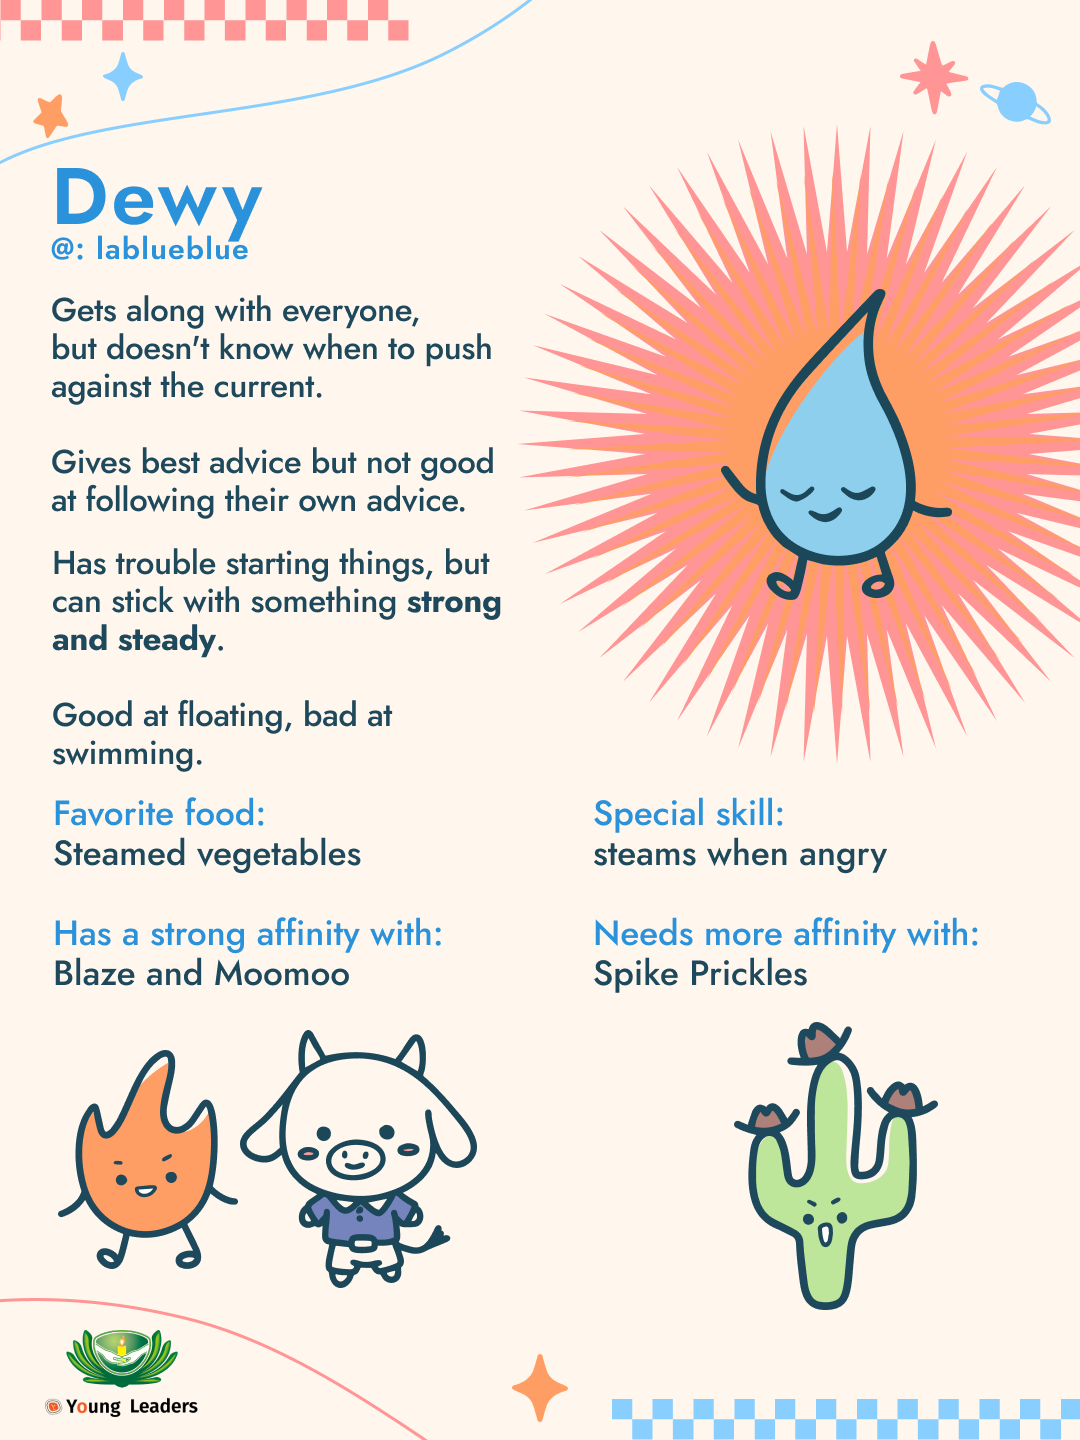 Dewy
@: lablueblue
Gets along with everyone,
but doesn't know when to push
against the current.
Gives best advice but not good
at following their own advice.
Has trouble starting things, but
can stick with something strong
and steady.
Good at floating, bad at
swimming.
Favorite food:
Steamed vegetables
Special skill:
steams when angry
Has a strong affinity with:
Blaze and Moomoo
Needs more affinity with:
Spike Prickles
Young Leaders